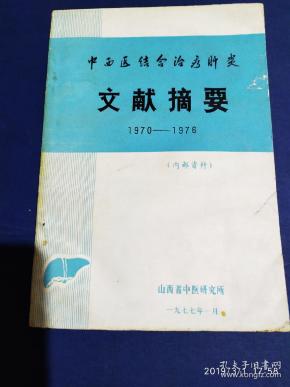 中西医结合治疗肝炎
文献摘要
1970——1976
(内部资料)
山西省中医研究所
一九七七年一月
2019/3/1 17:58
孔夫子旧书网